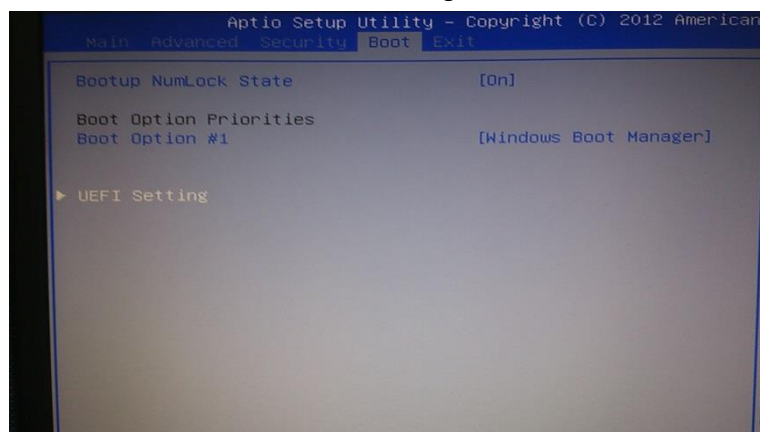 Aptio Setup Utility – Copyright (C) 2012 American
Main Advanced Security Boot Exit
Bootup NumLock State [On]
Boot Option Priorities
Boot Option #1 [Windows Boot Manager]
▶ UEFI Setting